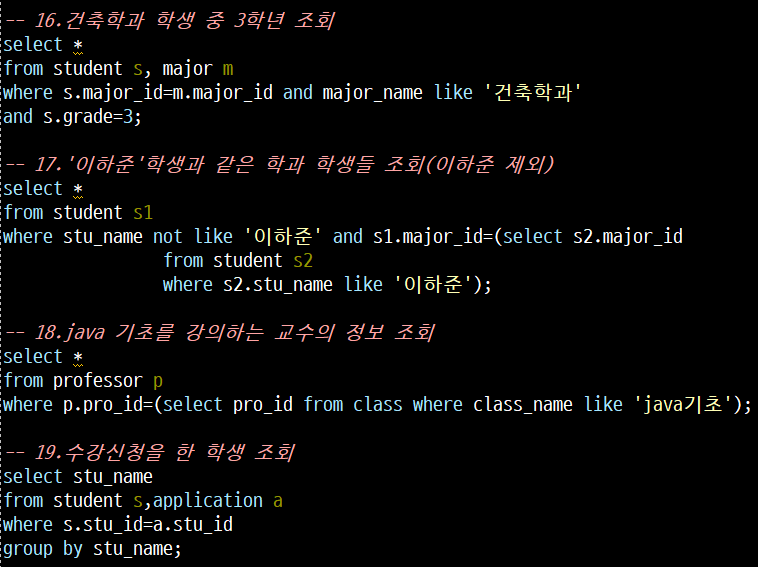 -- 16.건축학과 학생 중 3학년 조회
select *
from student s, major m
where s.major_id=m.major_id and major_name like '건축학과'
and s.grade=3;
-- 17.'이하준'학생과 같은 학과 학생들 조회(이하준 제외)
select *
from student s1
where stu_name not like '이하준' and s1.major_id=(select s2.major_id
from student s2
where s2.stu_name like '이하준');
-- 18.java 기초를 강의하는 교수의 정보 조회
select *
from professor p
where p.pro_id=(select pro_id from class where class_name like 'java기초');
-- 19.수강신청을 한 학생 조회
select stu_name
from student s,application a
where s.stu_id=a.stu_id
group by stu_name;